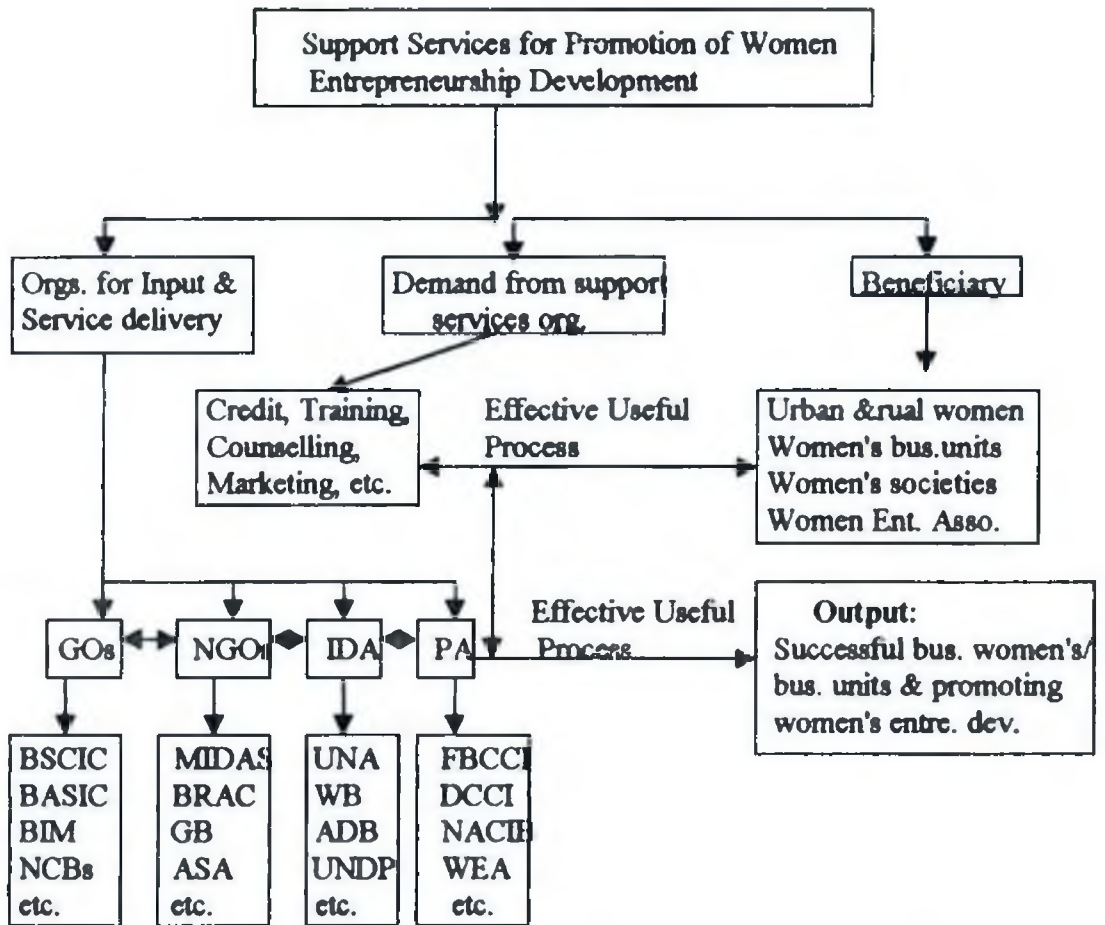 Support Services for Promotion of Women
Entrepreneurship Development
Orgs. for Input &
Service delivery
Demand from support
services org.
Beneficiary
Credit, Training,
Counselling,
Marketing, etc.
Effective Useful
Process
Urban &rual women
Women's bus.units
Women's societies
Women Ent. Asso.
GOs
NGOs
IDA
PA
Effective Useful
Process
Output:
Successful bus. women's/
bus. units & promoting
women's entre. dev.
BSCIC
BASIC
BIM
NCBs
etc.
MIDAS
BRAC
GB
ASA
etc.
UNA
WB
ADB
UNDP
etc.
FBCCI
DCCI
NACIB
WEA
etc.